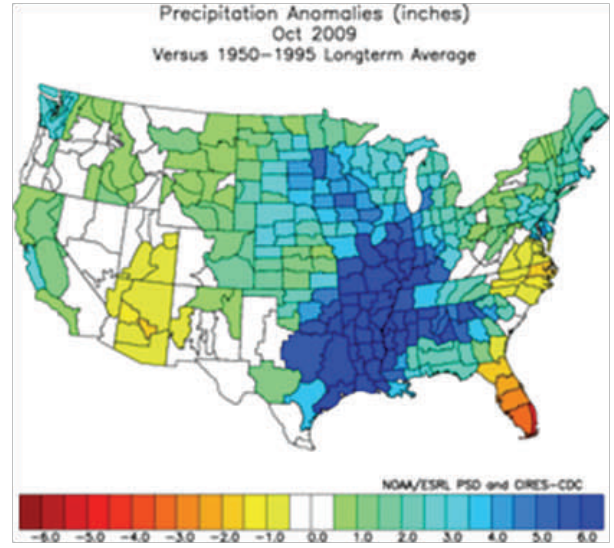 Precipitation Anomalies (inches)
Oct 2009
Versus 1950-1995 Longterm Average
NOAA/ESRL PSD and CIRES-CDC
-6.0 -5.0 -4.0 -3.0 -2.0 -1.0 0.0 1.0 2.0 3.0 4.0 5.0 6.0